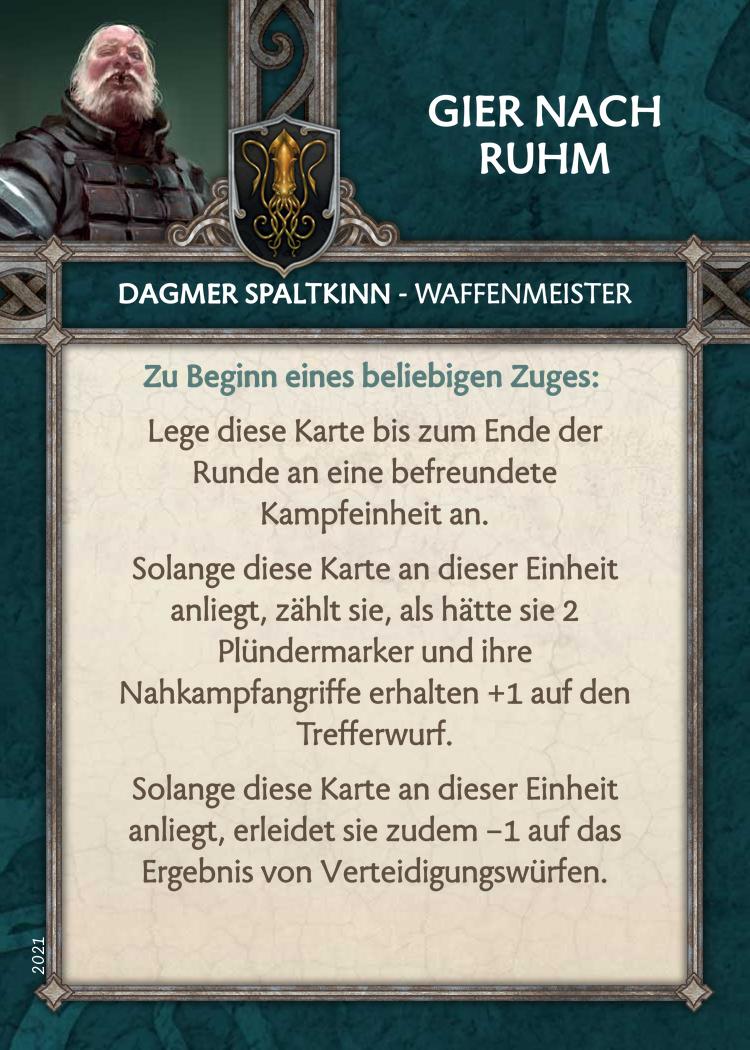 GIER NACH
RUHM
DAGMER SPALTKINN - WAFFENMEISTER
Zu Beginn eines beliebigen Zuges:
Lege diese Karte bis zum Ende der
Runde an eine befreundete
Kampfeinheit an.
Solange diese Karte an dieser Einheit
anliegt, zählt sie, als hätte sie 2
Plündermarker und ihre
Nahkampfangriffe erhalten +1 auf den
Trefferwurf.
Solange diese Karte an dieser Einheit
anliegt, erleidet sie zudem –1 auf das
Ergebnis von Verteidigungswürfen.
2021